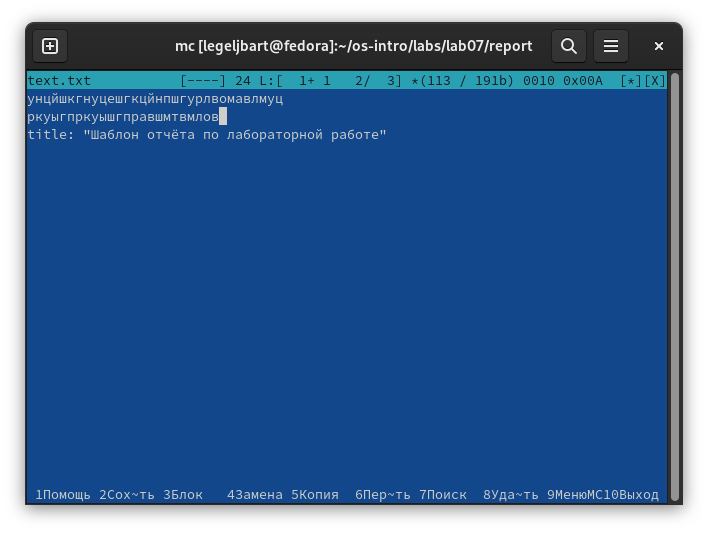 mc [legeljbart@fedora]:~/os-intro/labs/lab07/report
text.txt [----] 24 L:[ 1+ 1 2/ 3] *(113 / 191b) 0010 0x00A [*][X]
унцйшкгнуцешгкцйнпшгурлвомавлмуц
ркуыгпркуышгправшмтвмлов
title: "Шаблон отчёта по лабораторной работе"
1Помощь 2Сох~ть 3Блок 4Замена 5Копия 6Пер~ть 7Поиск 8Уда~ть 9МенюMC10Выход